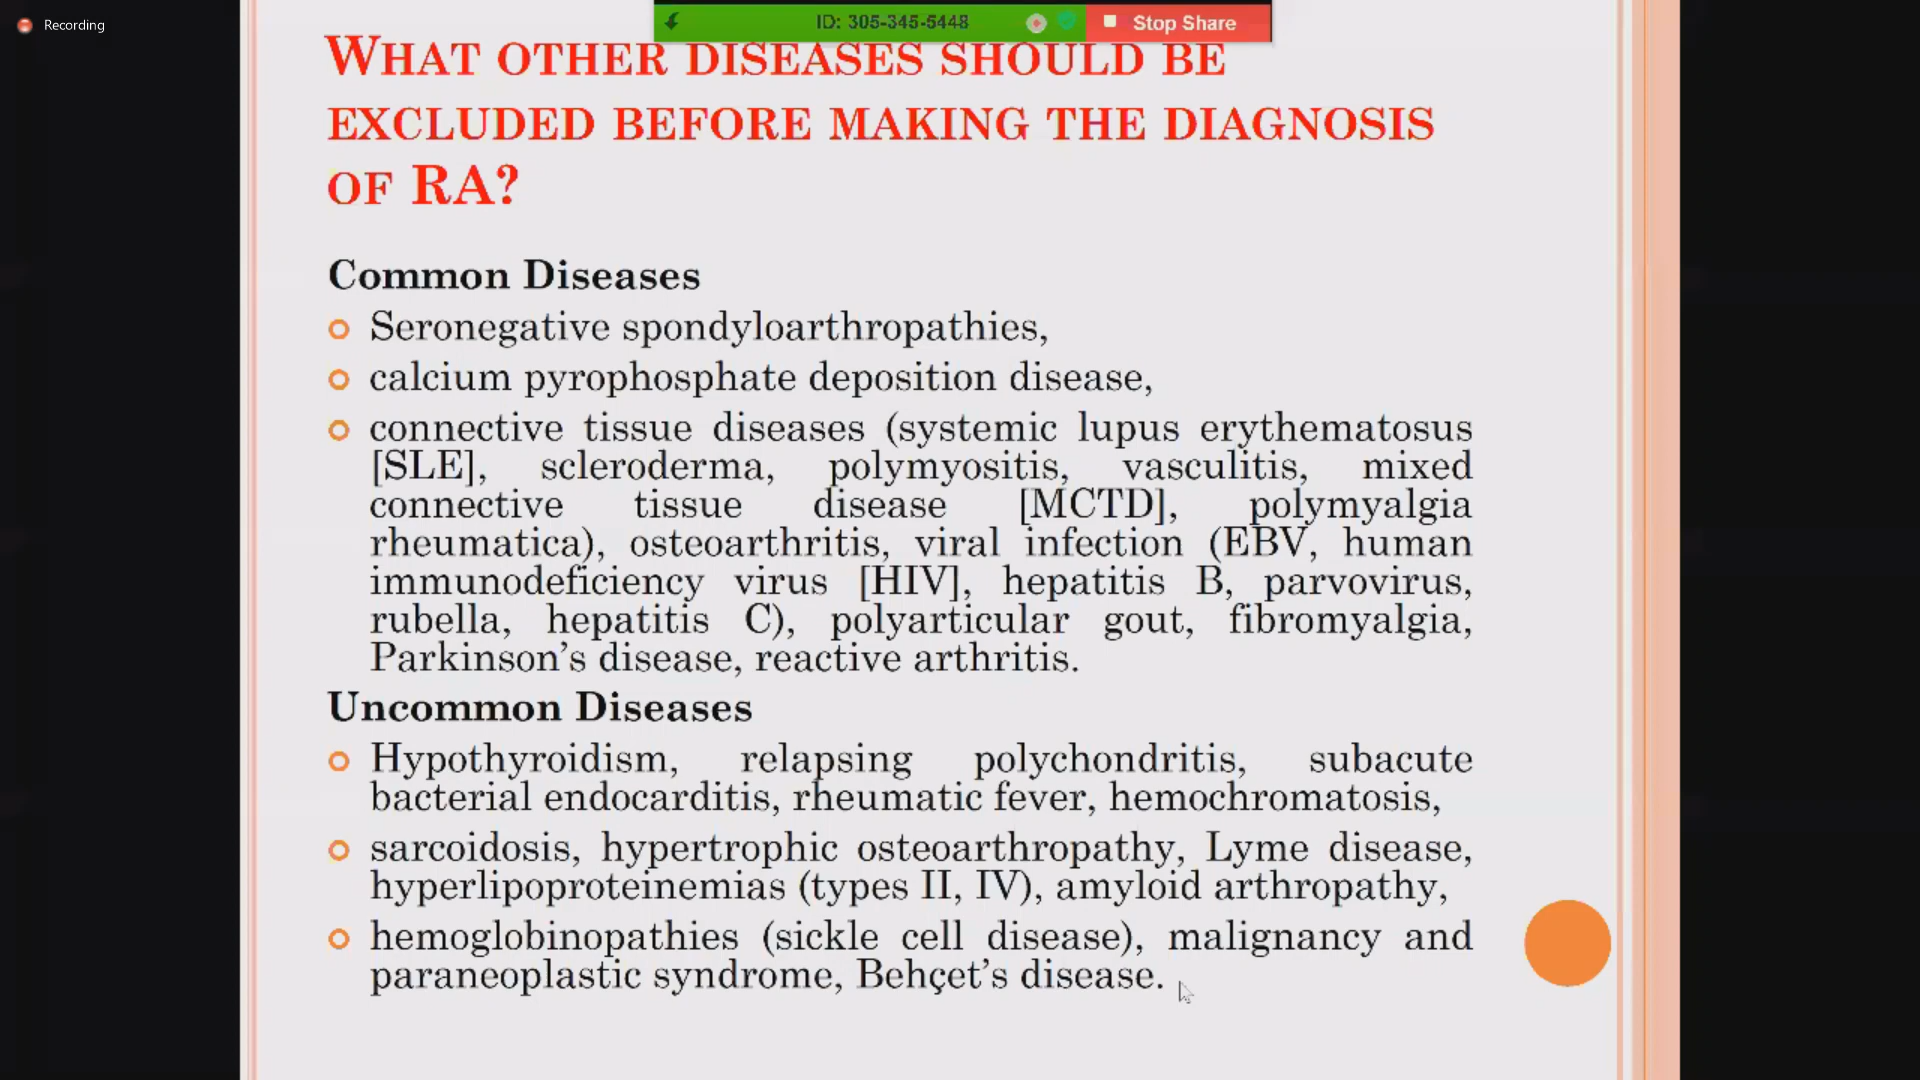 Recording
ID: 305-345-5448
Stop Share
WHAT OTHER DISEASES SHOULD BE
EXCLUDED BEFORE MAKING THE DIAGNOSIS
OF RA?
Common Diseases
Seronegative spondyloarthropathies,
calcium pyrophosphate deposition disease,
connective tissue diseases (systemic lupus erythematosus
[SLE], scleroderma, polymyositis, vasculitis, mixed
connective tissue disease [MCTD], polymyalgia
rheumatica), osteoarthritis, viral infection (EBV, human
immunodeficiency virus [HIV], hepatitis B, parvovirus,
rubella, hepatitis C), polyarticular gout, fibromyalgia,
Parkinson's disease, reactive arthritis.
Uncommon Diseases
Hypothyroidism, relapsing polychondritis, subacute
bacterial endocarditis, rheumatic fever, hemochromatosis,
sarcoidosis, hypertrophic osteoarthropathy, Lyme disease,
hyperlipoproteinemias (types II, IV), amyloid arthropathy,
hemoglobinopathies (sickle cell disease), malignancy and
paraneoplastic syndrome, Behçet's disease.